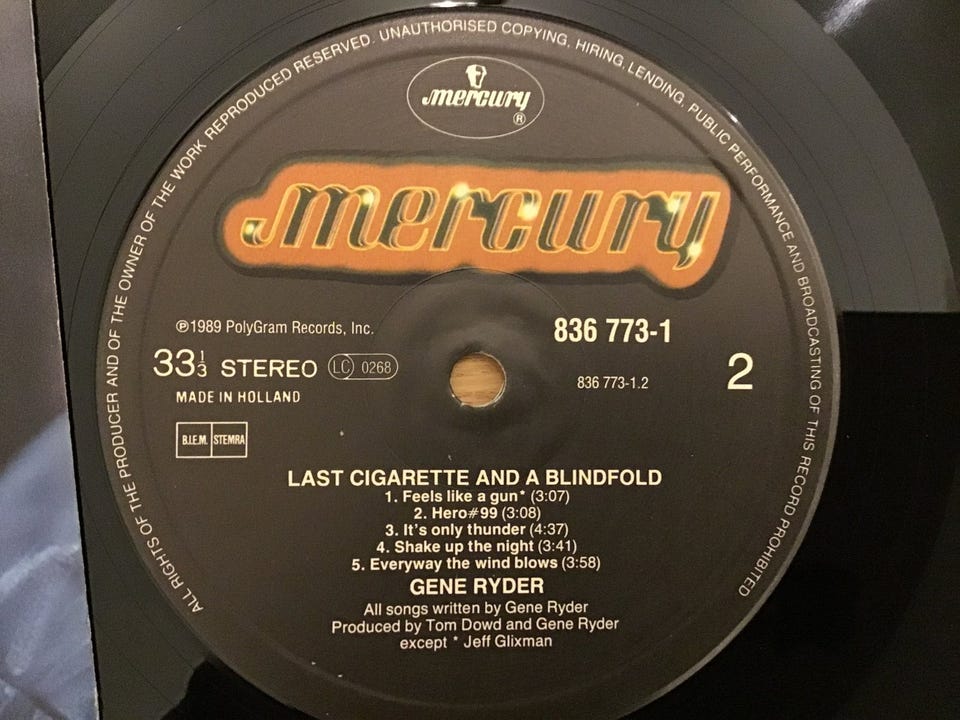 ALL RIGHTS OF THE PRODUCER AND OF THE OWNER OF THE WORK REPRODUCED RESERVED. UNAUTHORISED COPYING, HIRING, LENDING, PUBLIC PERFORMANCE AND BROADCASTING OF THIS RECORD PROHIBITED
mercury ®
mercury
℗1989 PolyGram Records, Inc.
836 773-1
33⅓ STEREO LC 0268
836 773-1.2
2
MADE IN HOLLAND
B.I.E.M. STEMRA
LAST CIGARETTE AND A BLINDFOLD
1. Feels like a gun* (3:07)
2. Hero#99 (3:08)
3. It's only thunder (4:37)
4. Shake up the night (3:41)
5. Everyway the wind blows (3:58)
GENE RYDER
All songs written by Gene Ryder
Produced by Tom Dowd and Gene Ryder
except * Jeff Glixman